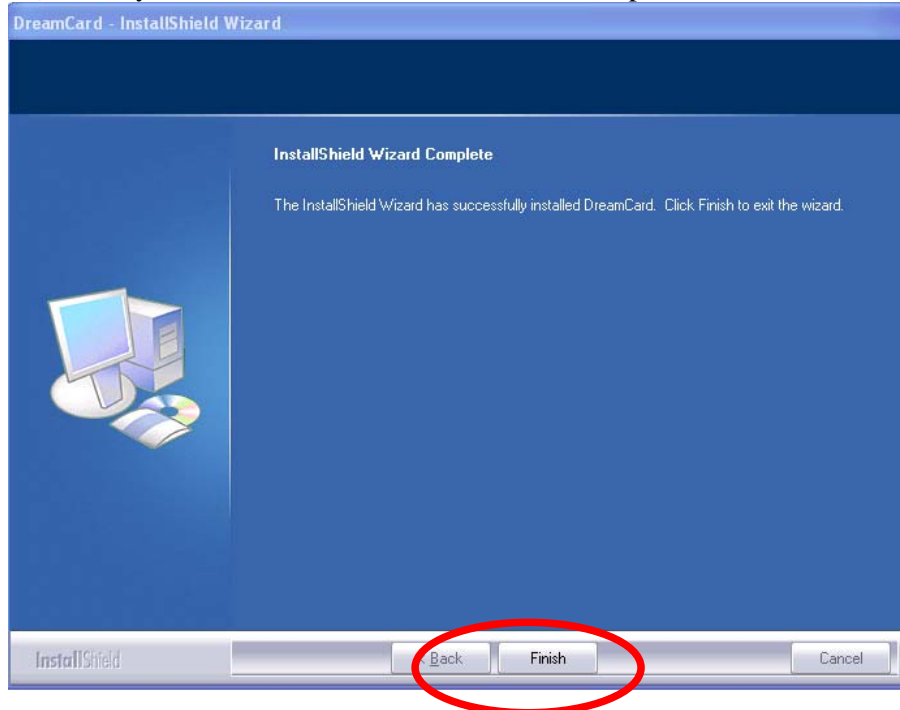 DreamCard - InstallShield Wizard
InstallShield Wizard Complete
The InstallShield Wizard has successfully installed DreamCard. Click Finish to exit the wizard.
InstallShield
Back
Finish
Cancel